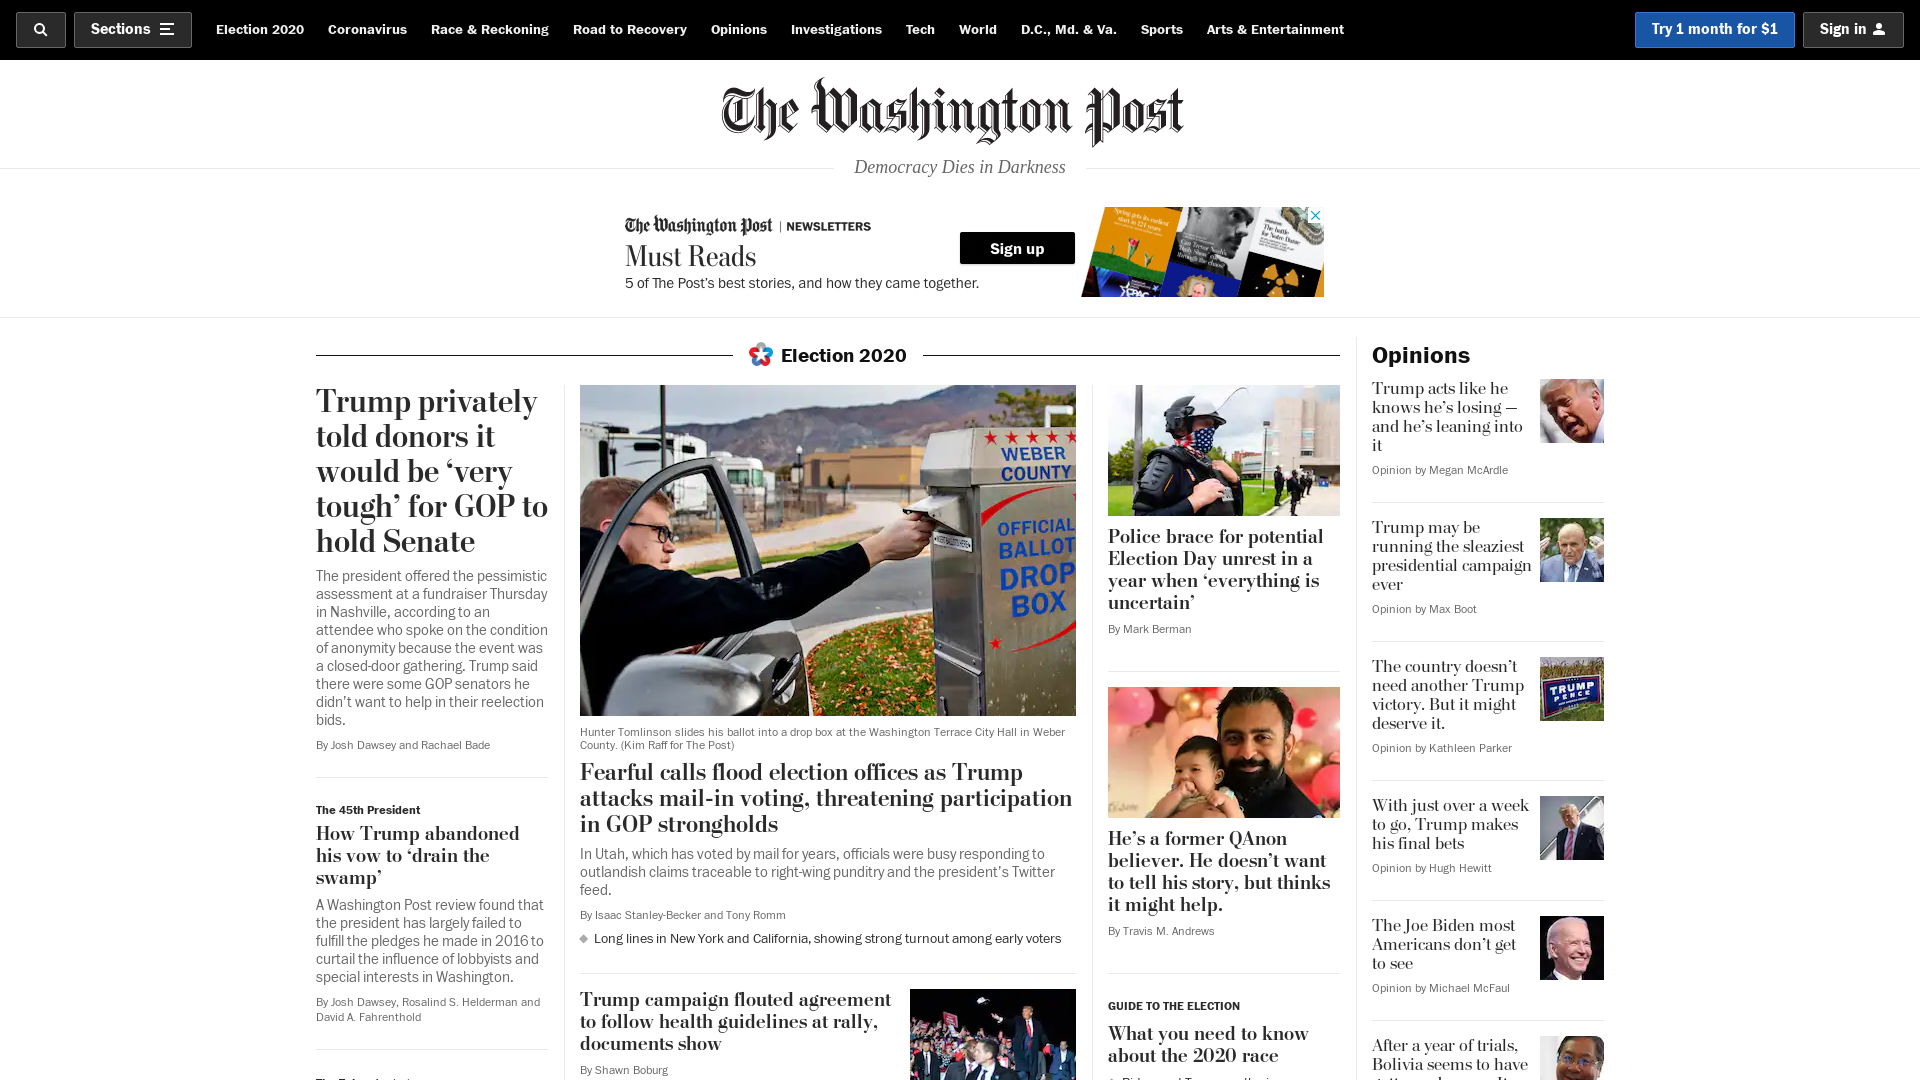 Sections
Election 2020
Coronavirus
Race & Reckoning
Road to Recovery
Opinions
Investigations
Tech
World
D.C., Md. & Va.
Sports
Arts & Entertainment
Try 1 month for $1
Sign in
The Washington Post
Democracy Dies in Darkness
The Washington Post | NEWSLETTERS
Must Reads
5 of The Post's best stories, and how they came together.
Sign up
Election 2020
Trump privately
told donors it
would be ‘very
tough’ for GOP to
hold Senate
The president offered the pessimistic
assessment at a fundraiser Thursday
in Nashville, according to an
attendee who spoke on the condition
of anonymity because the event was
a closed-door gathering. Trump said
there were some GOP senators he
didn't want to help in their reelection
bids.
By Josh Dawsey and Rachael Bade
The 45th President
How Trump abandoned
his vow to ‘drain the
swamp’
A Washington Post review found that
the president has largely failed to
fulfill the pledges he made in 2016 to
curtail the influence of lobbyists and
special interests in Washington.
By Josh Dawsey, Rosalind S. Helderman and
David A. Fahrenthold
WEBER
COUNTY
OFFICIAL
BALLOT
DROP
BOX
Hunter Tomlinson slides his ballot into a drop box at the Washington Terrace City Hall in Weber
County. (Kim Raff for The Post)
Fearful calls flood election offices as Trump
attacks mail-in voting, threatening participation
in GOP strongholds
In Utah, which has voted by mail for years, officials were busy responding to
outlandish claims traceable to right-wing punditry and the president's Twitter
feed.
By Isaac Stanley-Becker and Tony Romm
Long lines in New York and California, showing strong turnout among early voters
Trump campaign flouted agreement
to follow health guidelines at rally,
documents show
By Shawn Boburg
Police brace for potential
Election Day unrest in a
year when ‘everything is
uncertain’
By Mark Berman
He’s a former QAnon
believer. He doesn’t want
to tell his story, but thinks
it might help.
By Travis M. Andrews
GUIDE TO THE ELECTION
What you need to know
about the 2020 race
Opinions
Trump acts like he
knows he’s losing —
and he’s leaning into
it
Opinion by Megan McArdle
Trump may be
running the sleaziest
presidential campaign
ever
Opinion by Max Boot
The country doesn’t
need another Trump
victory. But it might
deserve it.
Opinion by Kathleen Parker
TRUMP
PENCE
With just over a week
to go, Trump makes
his final bets
Opinion by Hugh Hewitt
The Joe Biden most
Americans don’t get
to see
Opinion by Michael McFaul
After a year of trials,
Bolivia seems to have